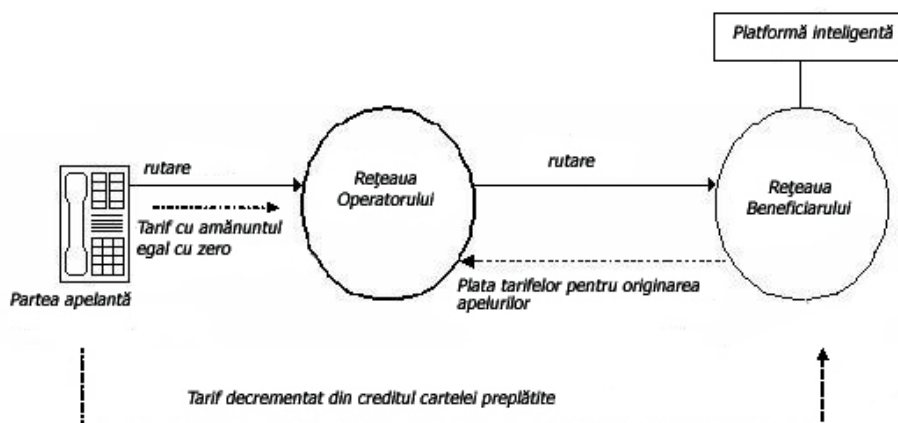 Platformă inteligentă
rutare
Reţeaua
Operatorului
rutare
Reţeaua
Beneficiarului
Tarif cu amănuntul
egal cu zero
Partea apelantă
Plata tarifelor pentru originarea
apelurilor
Tarif decrementat din creditul cartelei preplătite